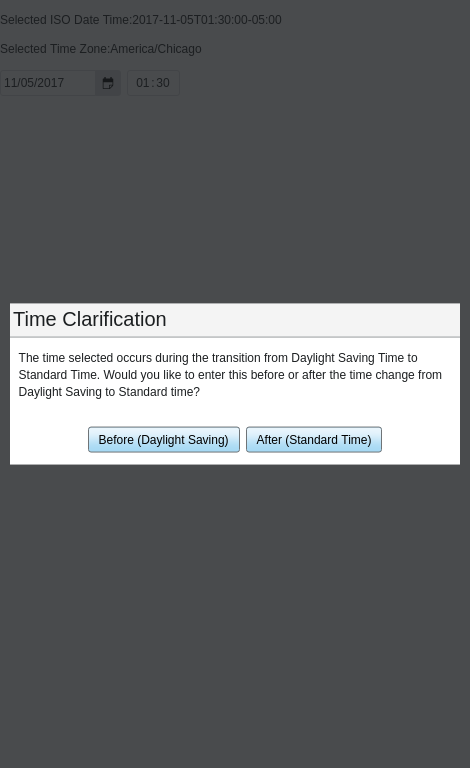 Selected ISO Date Time:2017-11-05T01:30:00-05:00
Selected Time Zone:America/Chicago
11/05/2017 01:30
Time Clarification
The time selected occurs during the transition from Daylight Saving Time to
Standard Time. Would you like to enter this before or after the time change from
Daylight Saving to Standard time?
Before (Daylight Saving) After (Standard Time)